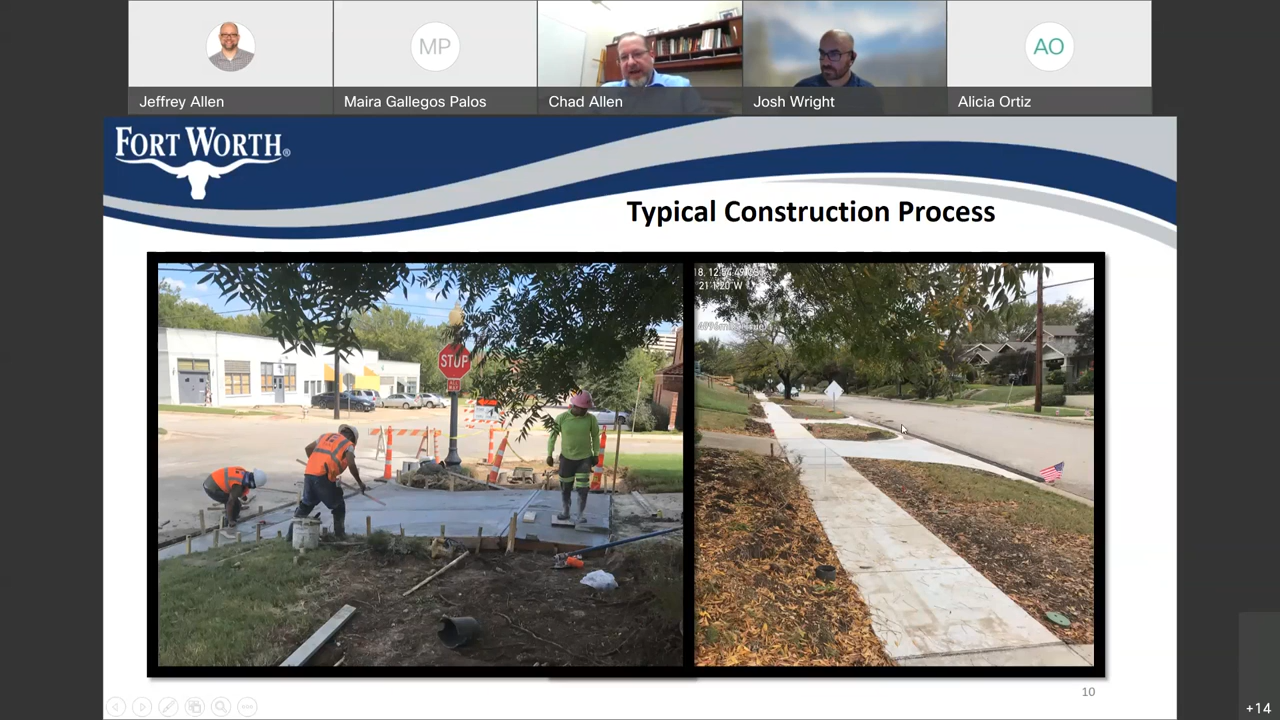 MP
AO
Jeffrey Allen
Maira Gallegos Palos
Chad Allen
Josh Wright
Alicia Ortiz
FORT WORTH®
Typical Construction Process
STOP
10
+14